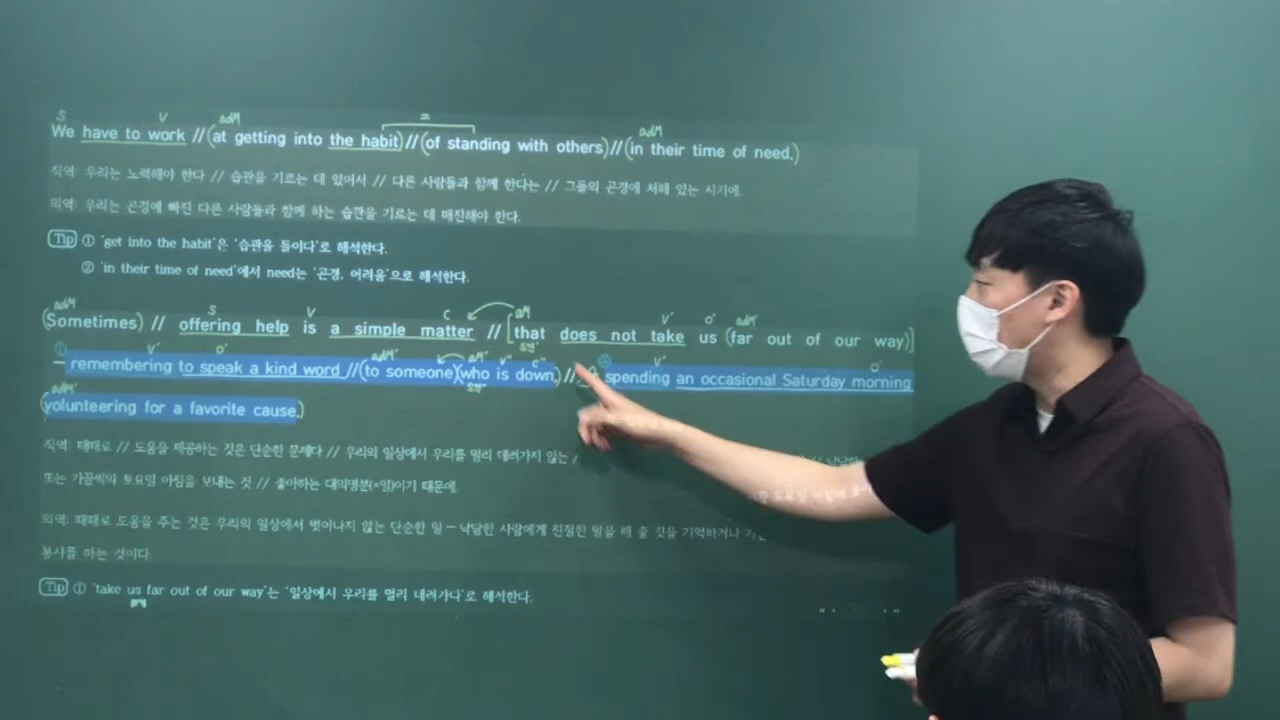 S V adM = adM
We have to work //(at getting into the habit)//(of standing with others)//(in their time of need.)
직역: 우리는 노력해야 한다 // 습관을 기르는 데 있어서 // 다른 사람들과 함께 한다는 // 그들의 곤경에 처해 있는 시기에.
의역: 우리는 곤경에 빠진 다른 사람들과 함께 하는 습관을 기르는 데 매진해야 한다.
Tip ① 'get into the habit'은 '습관을 들이다'로 해석한다.
② 'in their time of need'에서 need는 '곤경, 어려움'으로 해석한다.
adM S V C aM V' O' adM'
(Sometimes) // offering help is a simple matter // [that does not take us (far out of our way)]
① V' O' adM' aM' V" C" ② V' O'
– remembering to speak a kind word //(to someone)(who is down.) // spending an occasional Saturday morning
adM'
(volunteering for a favorite cause.)
직역: 때때로 // 도움을 제공하는 것은 단순한 문제다 // 우리의 일상에서 우리를 멀리 데려가지 않는 /
또는 가끔씩의 토요일 아침을 보내는 것 // 좋아하는 대의명분(=일)이기 때문에.
의역: 때때로 도움을 주는 것은 우리의 일상에서 벗어나지 않는 단순한 일 – 낙담한 사람에게 친절한 말을 해 줄 것을 기억하거나
봉사를 하는 것이다.
Tip ① 'take us far out of our way'는 '일상에서 우리를 멀리 데려가다'로 해석한다.